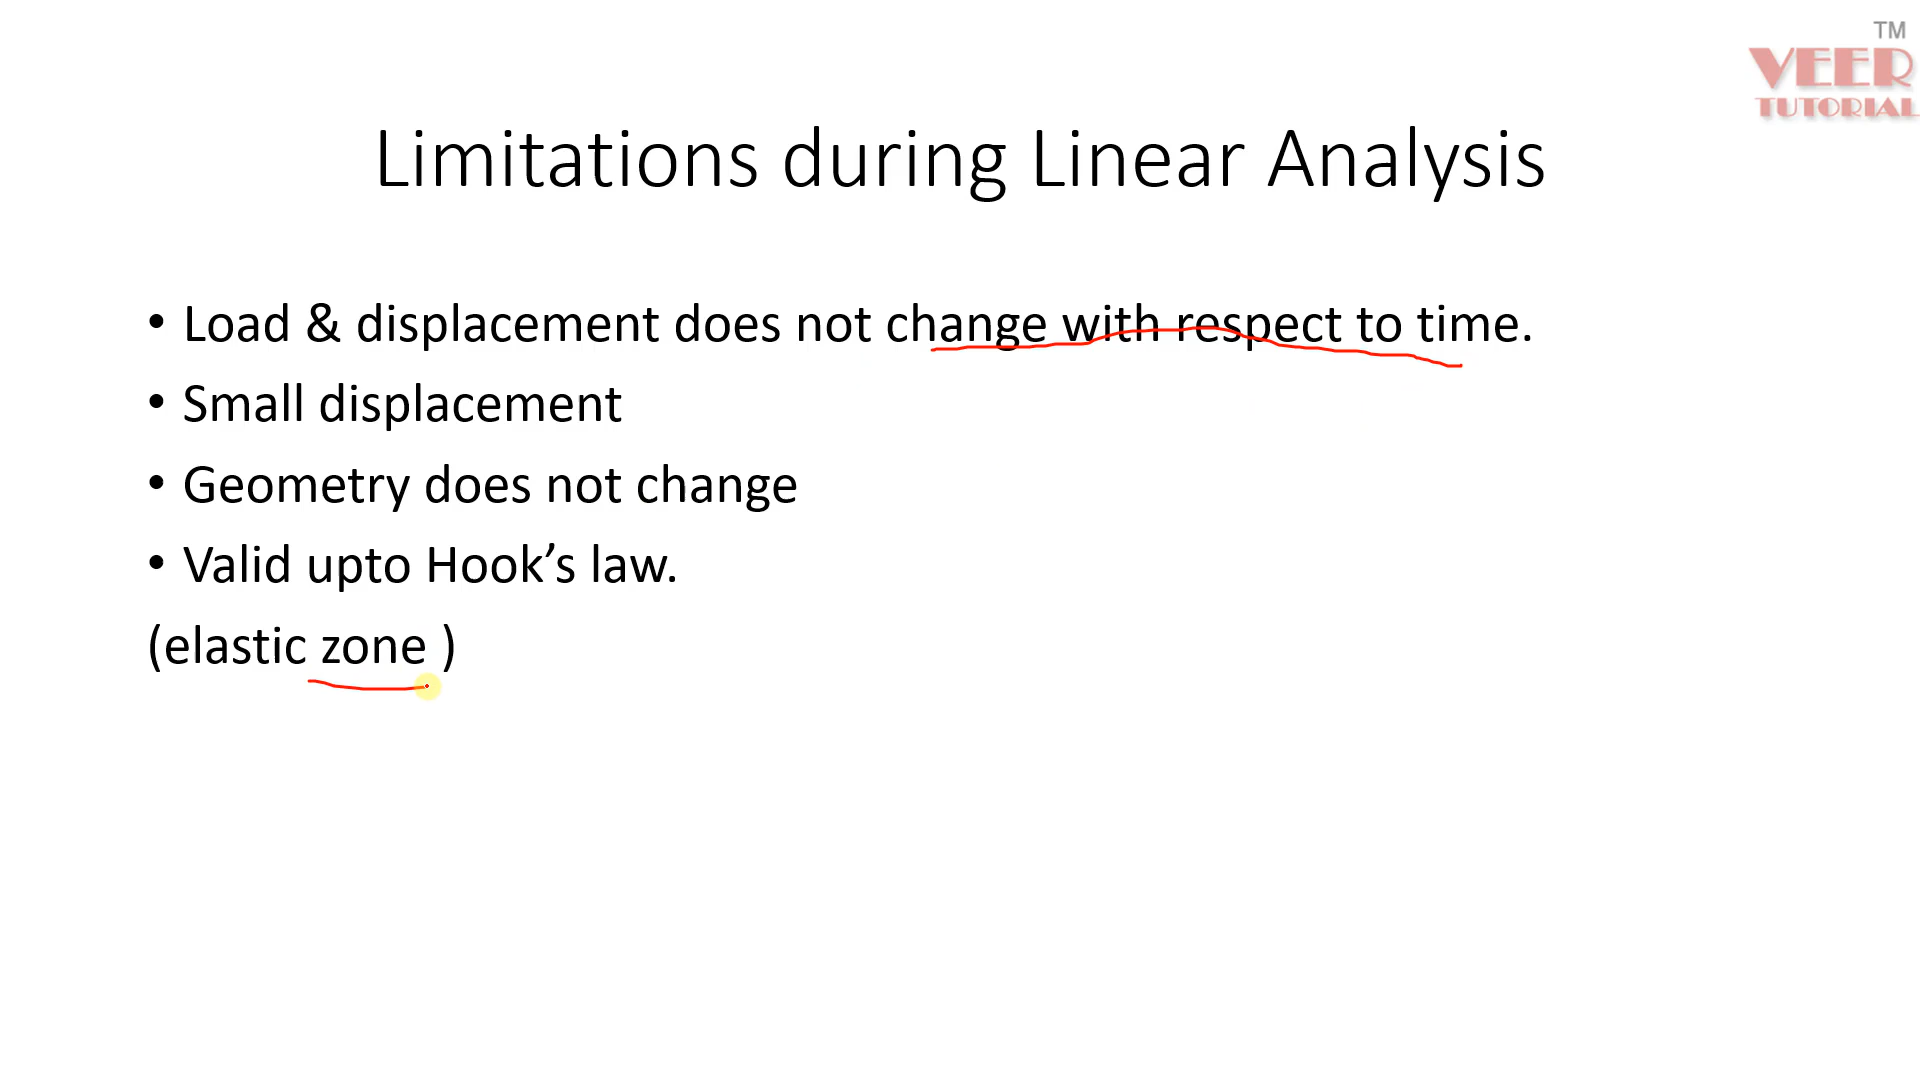 TM
VEER
TUTORIAL
Limitations during Linear Analysis
• Load & displacement does not change with respect to time.
• Small displacement
• Geometry does not change
• Valid upto Hook’s law.
(elastic zone )